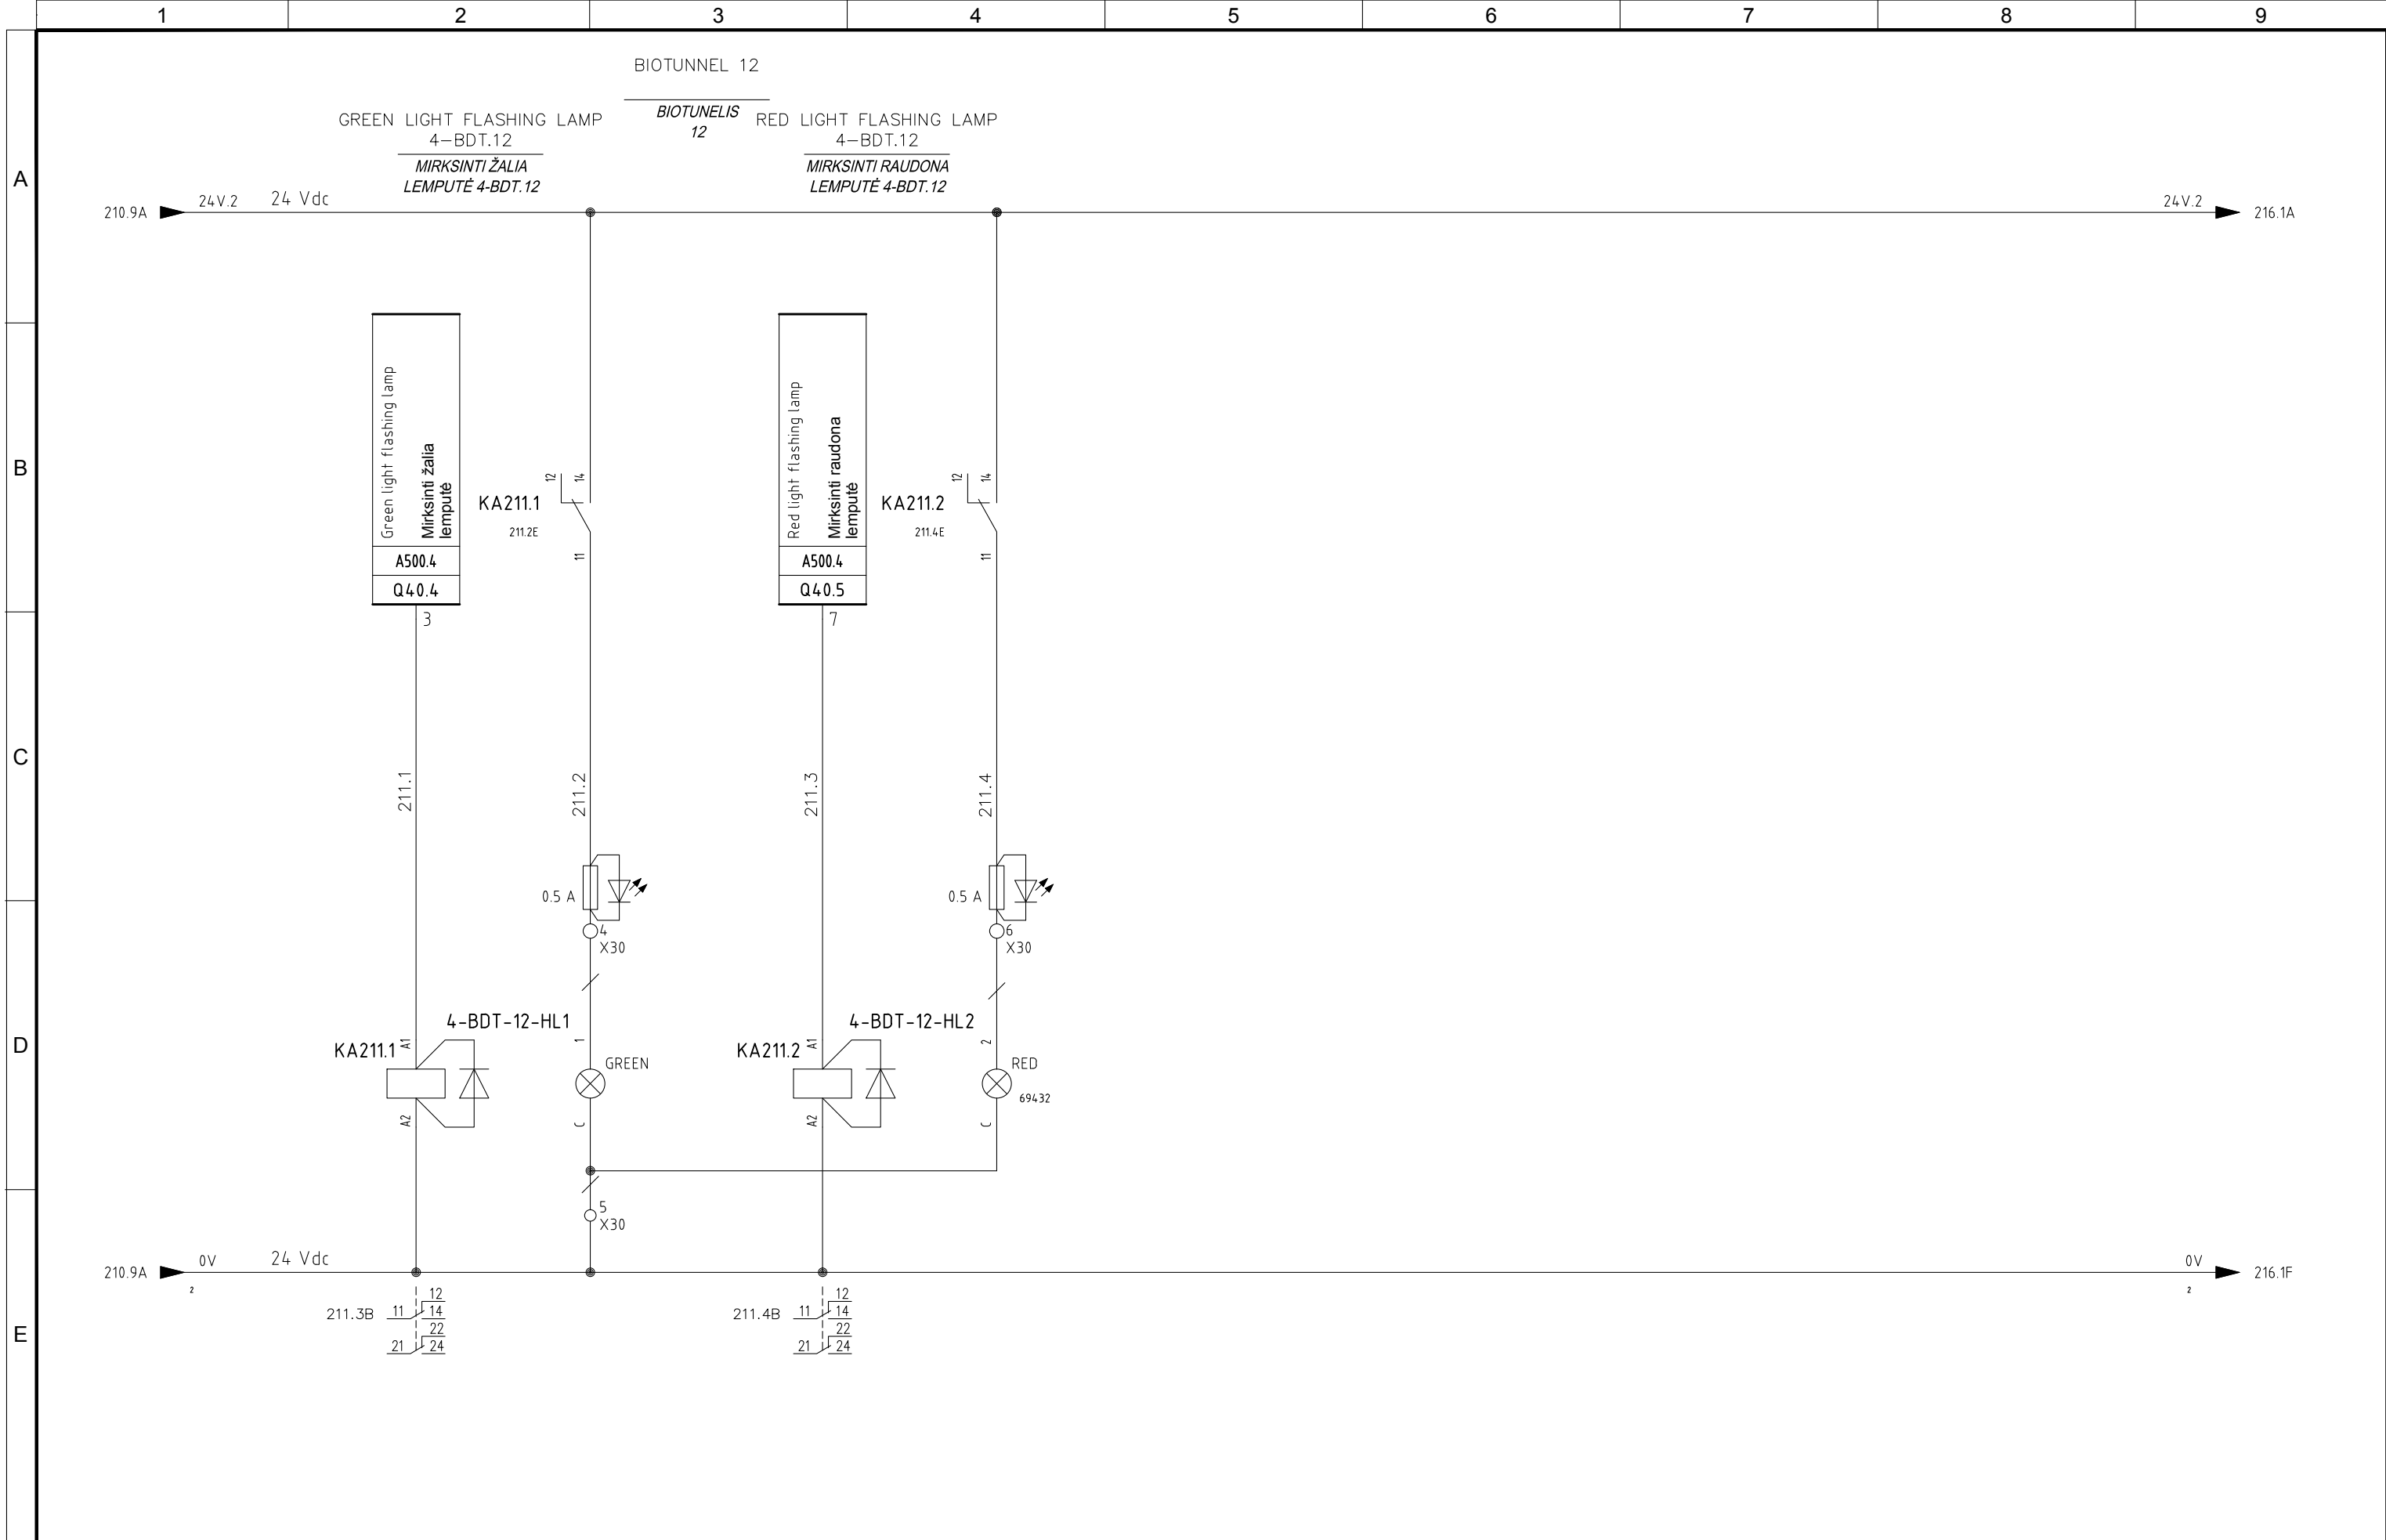 1 2 3 4 5 6 7 8 9
BIOTUNNEL 12
BIOTUNELIS
12
GREEN LIGHT FLASHING LAMP
4-BDT.12
MIRKSINTI ŽALIA
LEMPUTĖ 4-BDT.12
RED LIGHT FLASHING LAMP
4-BDT.12
MIRKSINTI RAUDONA
LEMPUTĖ 4-BDT.12
A
210.9A 24V.2 24 Vdc 24V.2 216.1A
Green light flashing lamp
Mirksinti žalia
lemputė
A500.4
Q40.4
3
B
KA211.1
211.2E
12 14
11
Red light flashing lamp
Mirksinti raudona
lemputė
A500.4
Q40.5
7
KA211.2
211.4E
12 14
11
C
211.1
211.2
211.3
211.4
0.5 A
4
X30
0.5 A
6
X30
D
4-BDT-12-HL1
KA211.1
A1
A2
1
GREEN
C
4-BDT-12-HL2
KA211.2
A1
A2
2
RED
69432
C
5
X30
210.9A 0V 24 Vdc 0V 216.1F
2 2
E
211.3B 11 12
14
22
21 24
211.4B 11 12
14
22
21 24